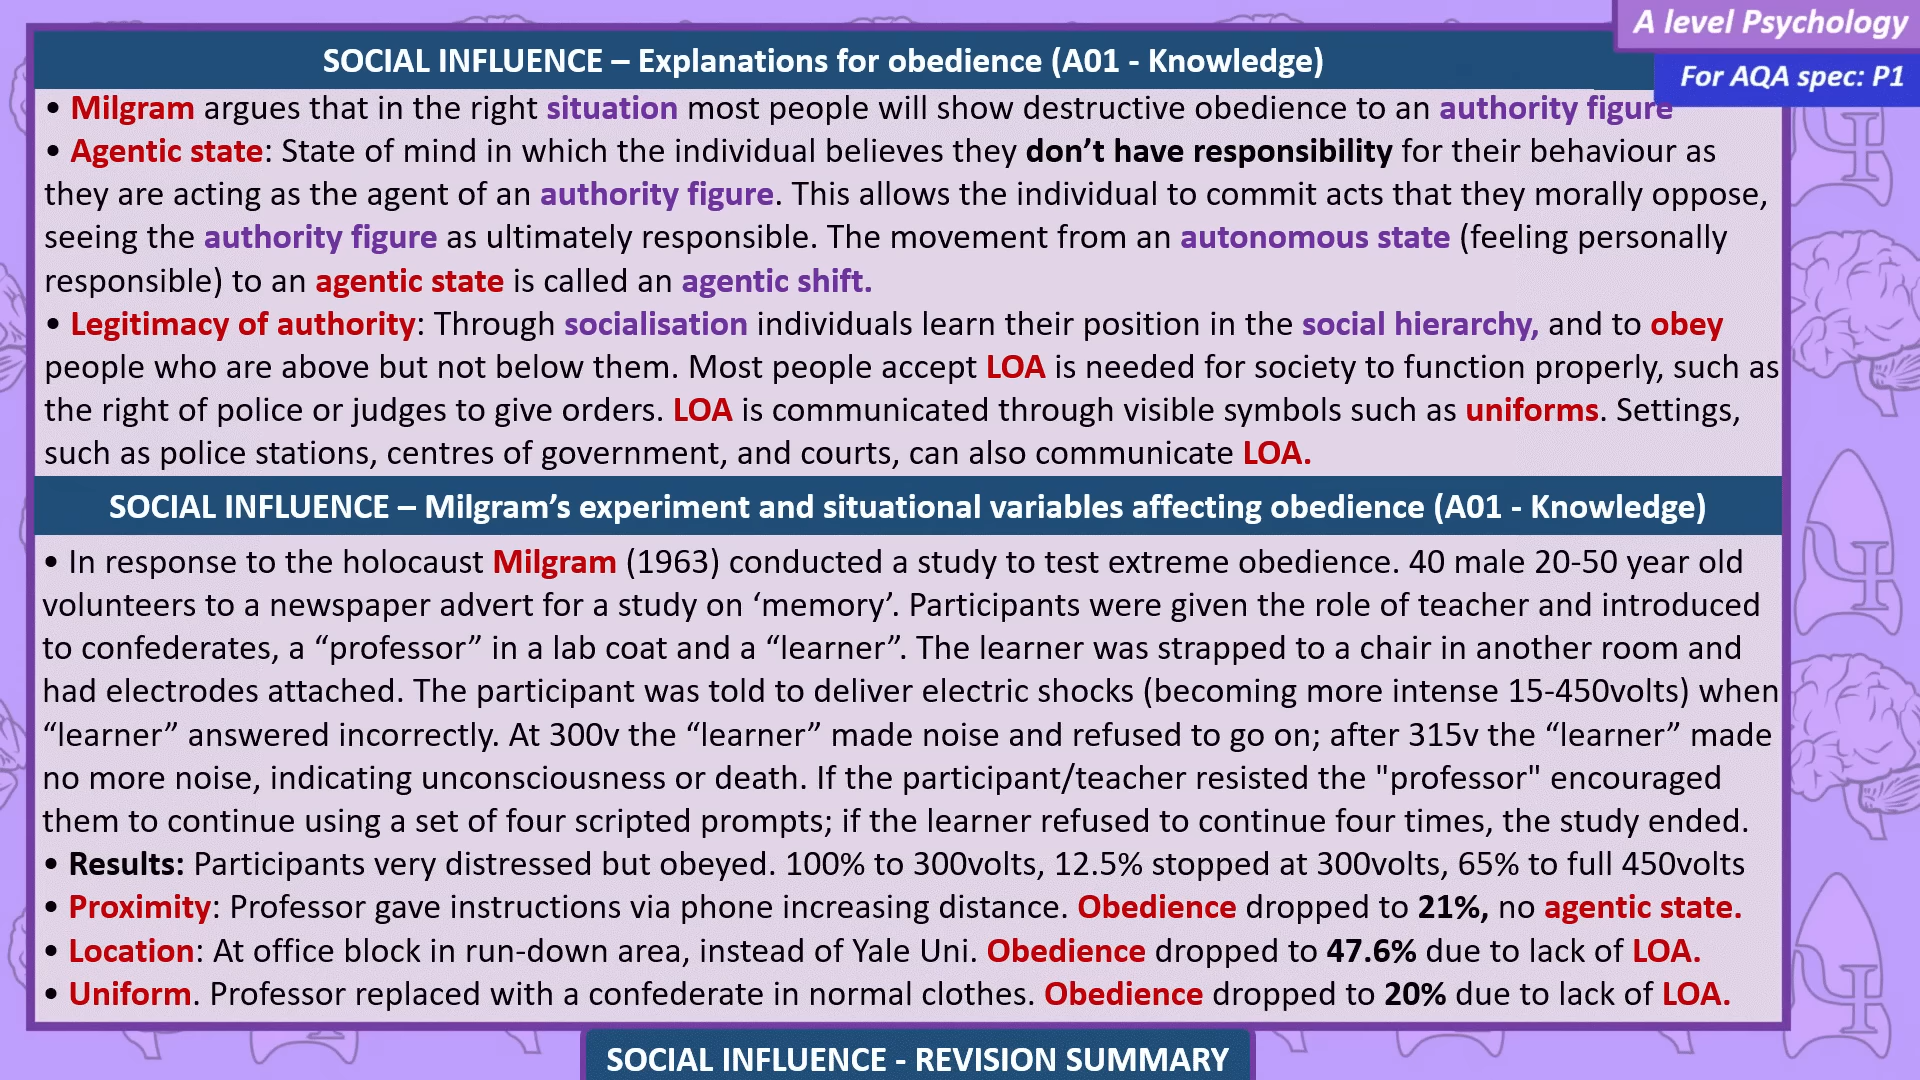 A level Psychology
For AQA spec: P1
SOCIAL INFLUENCE – Explanations for obedience (A01 - Knowledge)
• Milgram argues that in the right situation most people will show destructive obedience to an authority figure
• Agentic state: State of mind in which the individual believes they don’t have responsibility for their behaviour as
they are acting as the agent of an authority figure. This allows the individual to commit acts that they morally oppose,
seeing the authority figure as ultimately responsible. The movement from an autonomous state (feeling personally
responsible) to an agentic state is called an agentic shift.
• Legitimacy of authority: Through socialisation individuals learn their position in the social hierarchy, and to obey
people who are above but not below them. Most people accept LOA is needed for society to function properly, such as
the right of police or judges to give orders. LOA is communicated through visible symbols such as uniforms. Settings,
such as police stations, centres of government, and courts, can also communicate LOA.
SOCIAL INFLUENCE – Milgram’s experiment and situational variables affecting obedience (A01 - Knowledge)
• In response to the holocaust Milgram (1963) conducted a study to test extreme obedience. 40 male 20-50 year old
volunteers to a newspaper advert for a study on ‘memory’. Participants were given the role of teacher and introduced
to confederates, a “professor” in a lab coat and a “learner”. The learner was strapped to a chair in another room and
had electrodes attached. The participant was told to deliver electric shocks (becoming more intense 15-450volts) when
“learner” answered incorrectly. At 300v the “learner” made noise and refused to go on; after 315v the “learner” made
no more noise, indicating unconsciousness or death. If the participant/teacher resisted the "professor" encouraged
them to continue using a set of four scripted prompts; if the learner refused to continue four times, the study ended.
• Results: Participants very distressed but obeyed. 100% to 300volts, 12.5% stopped at 300volts, 65% to full 450volts
• Proximity: Professor gave instructions via phone increasing distance. Obedience dropped to 21%, no agentic state.
• Location: At office block in run-down area, instead of Yale Uni. Obedience dropped to 47.6% due to lack of LOA.
• Uniform. Professor replaced with a confederate in normal clothes. Obedience dropped to 20% due to lack of LOA.
SOCIAL INFLUENCE - REVISION SUMMARY